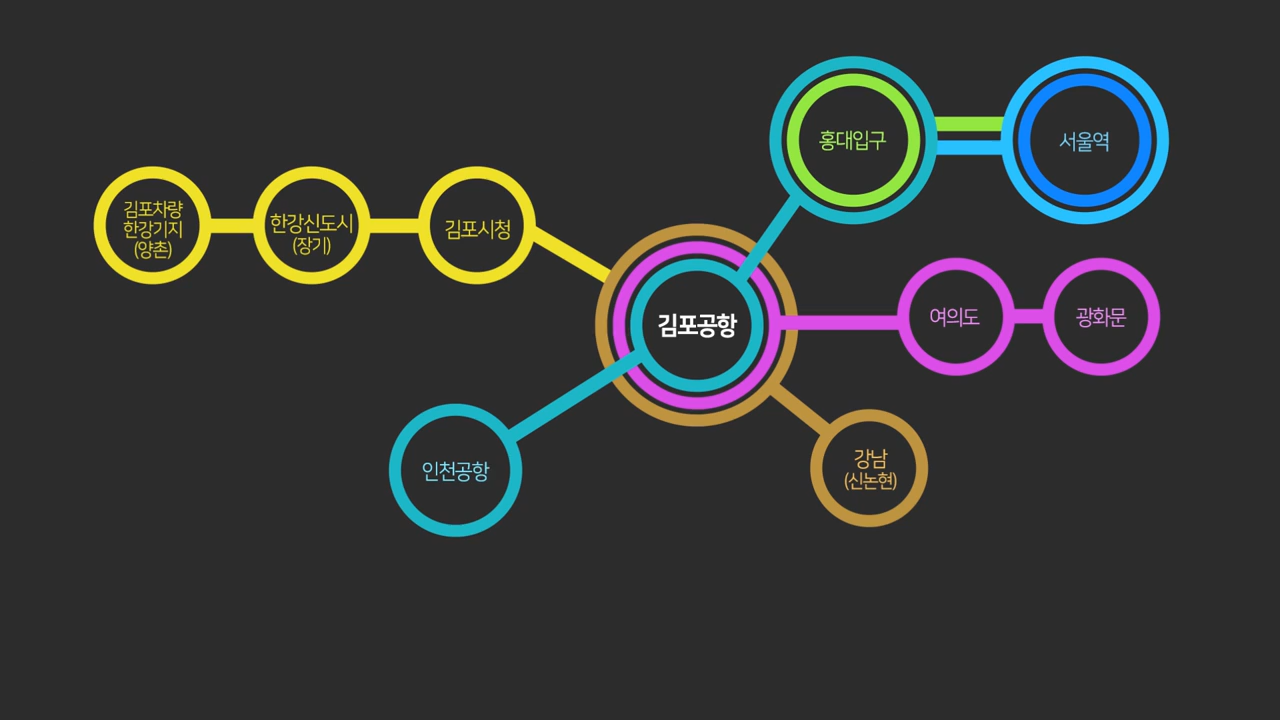 홍대입구
서울역
김포차량
한강기지
(양촌)
한강신도시
(장기)
김포시청
김포공항
여의도
광화문
인천공항
강남
(신논현)